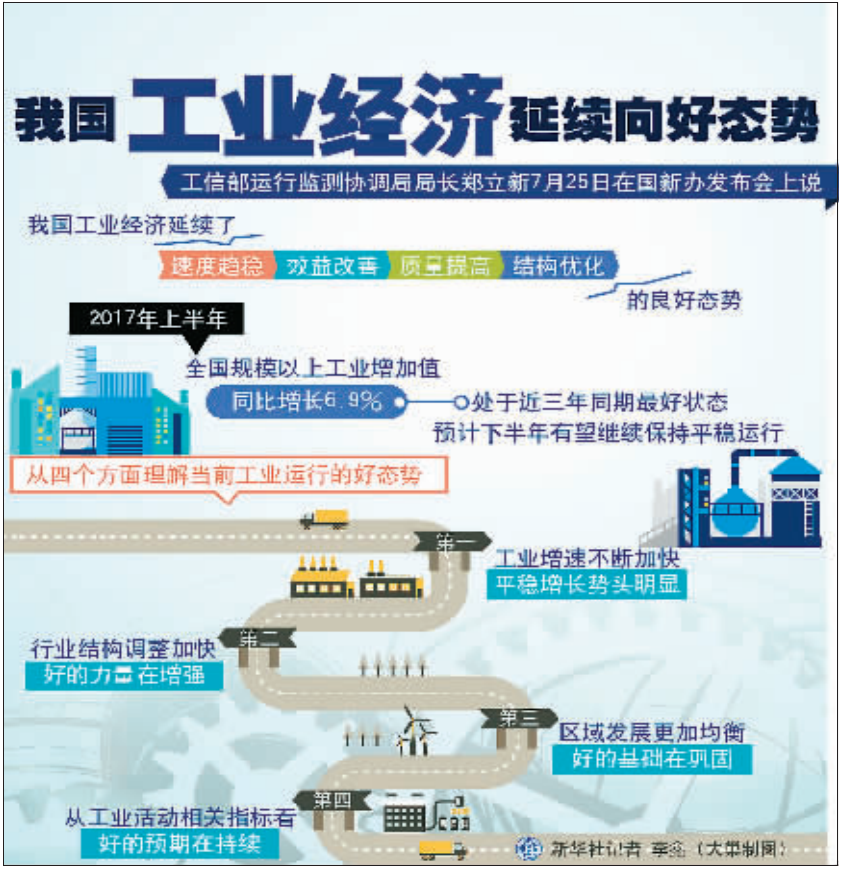 我国工业经济延续向好态势
工信部运行监测协调局局长郑立新7月25日在国新办发布会上说
我国工业经济延续了
速度趋稳 效益改善 质量提高 结构优化
的良好态势
2017年上半年
全国规模以上工业增加值
同比增长6.9%
处于近三年同期最好状态
预计下半年有望继续保持平稳运行
从四个方面理解当前工业运行的好态势
第一
工业增速不断加快
平稳增长势头明显
第二
行业结构调整加快
好的力量在增强
第三
区域发展更加均衡
好的基础在巩固
第四
从工业活动相关指标看
好的预期在持续
新华社记者 (大巢制图)